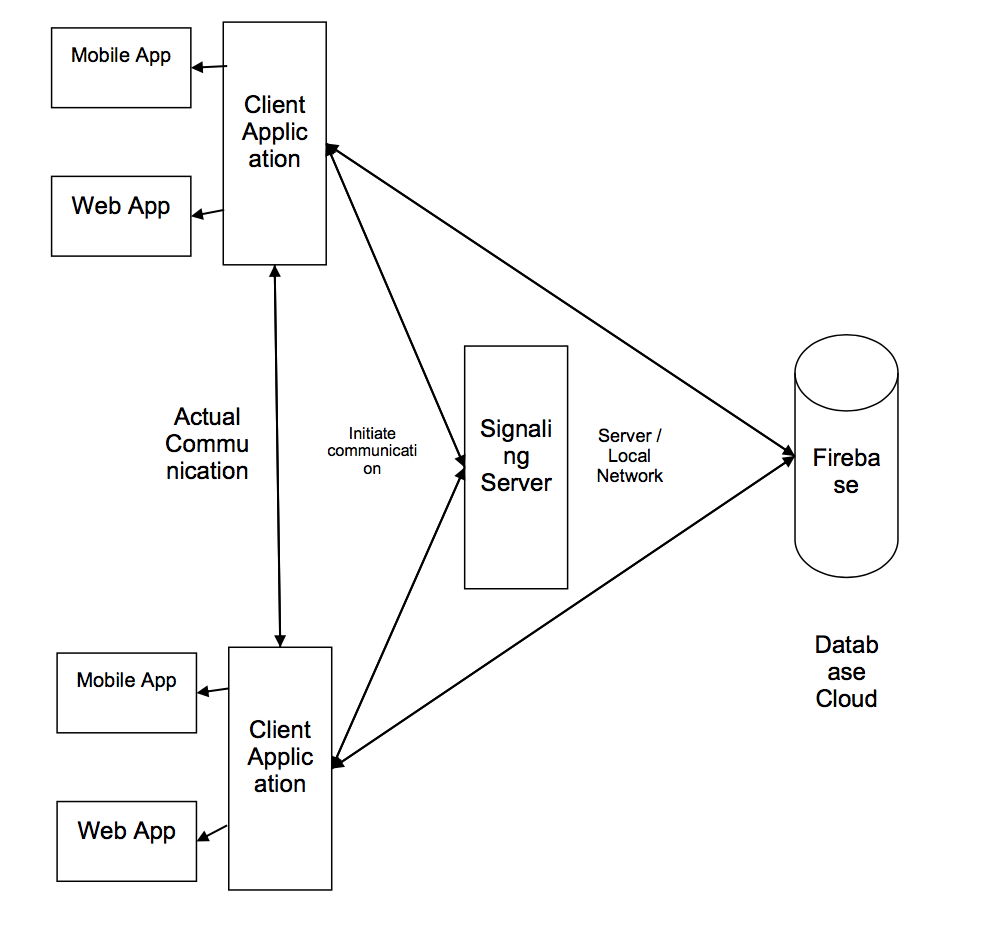 Mobile App
Client
Applic
ation
Web App
Actual
Commu
nication
Initiate
communicati
on
Signali
ng
Server
Server /
Local
Network
Fireba
se
Datab
ase
Cloud
Mobile App
Client
Applic
ation
Web App